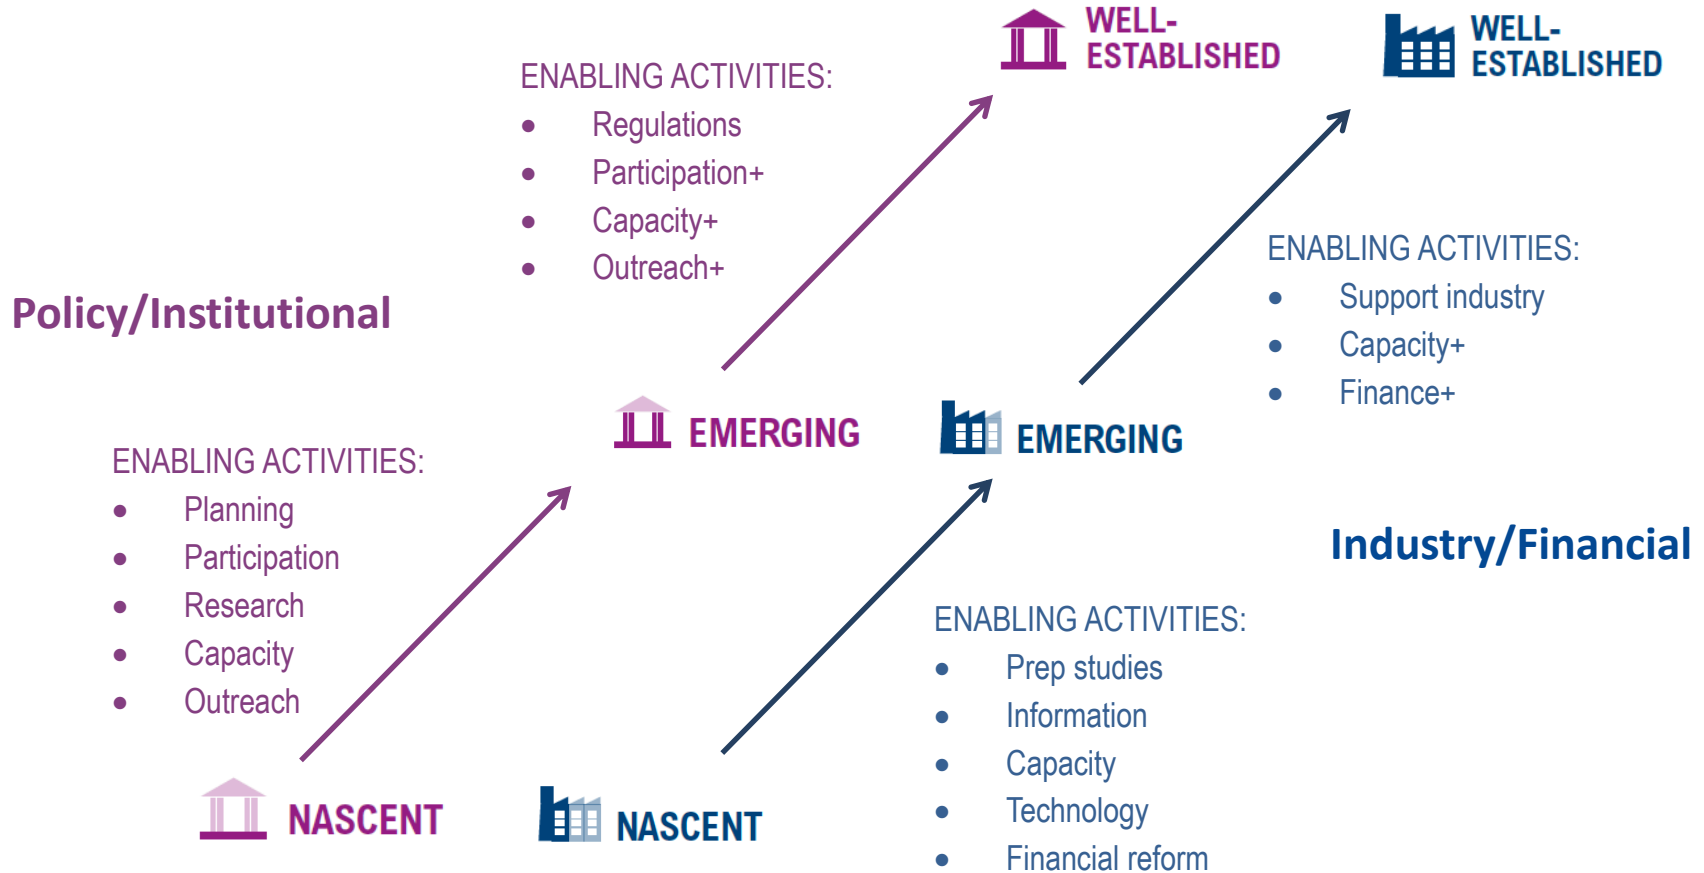 WELL-
ESTABLISHED
WELL-
ESTABLISHED
ENABLING ACTIVITIES:
● Regulations
● Participation+
● Capacity+
● Outreach+
ENABLING ACTIVITIES:
● Support industry
● Capacity+
● Finance+
Policy/Institutional
EMERGING
EMERGING
ENABLING ACTIVITIES:
● Planning
● Participation
● Research
● Capacity
● Outreach
Industry/Financial
ENABLING ACTIVITIES:
● Prep studies
● Information
● Capacity
● Technology
● Financial reform
NASCENT
NASCENT